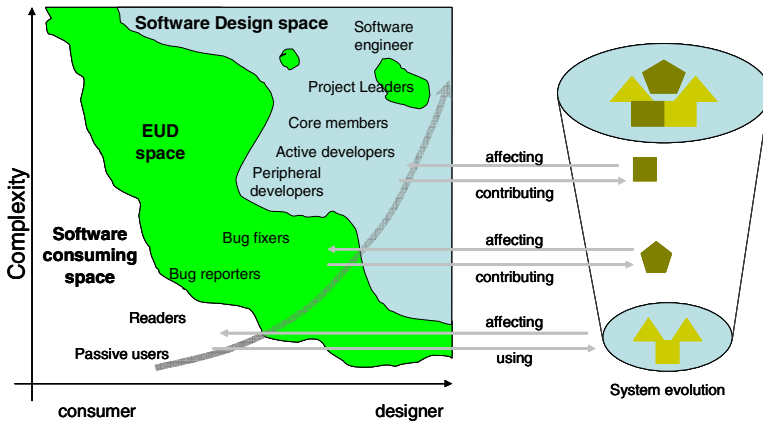 Software Design space
Software
engineer
Project Leaders
EUD
space
Core members
Active developers
Peripheral
developers
affecting
contributing
Complexity
Software
consuming
space
Bug fixers
Bug reporters
affecting
contributing
Readers
Passive users
affecting
using
System evolution
consumer
designer